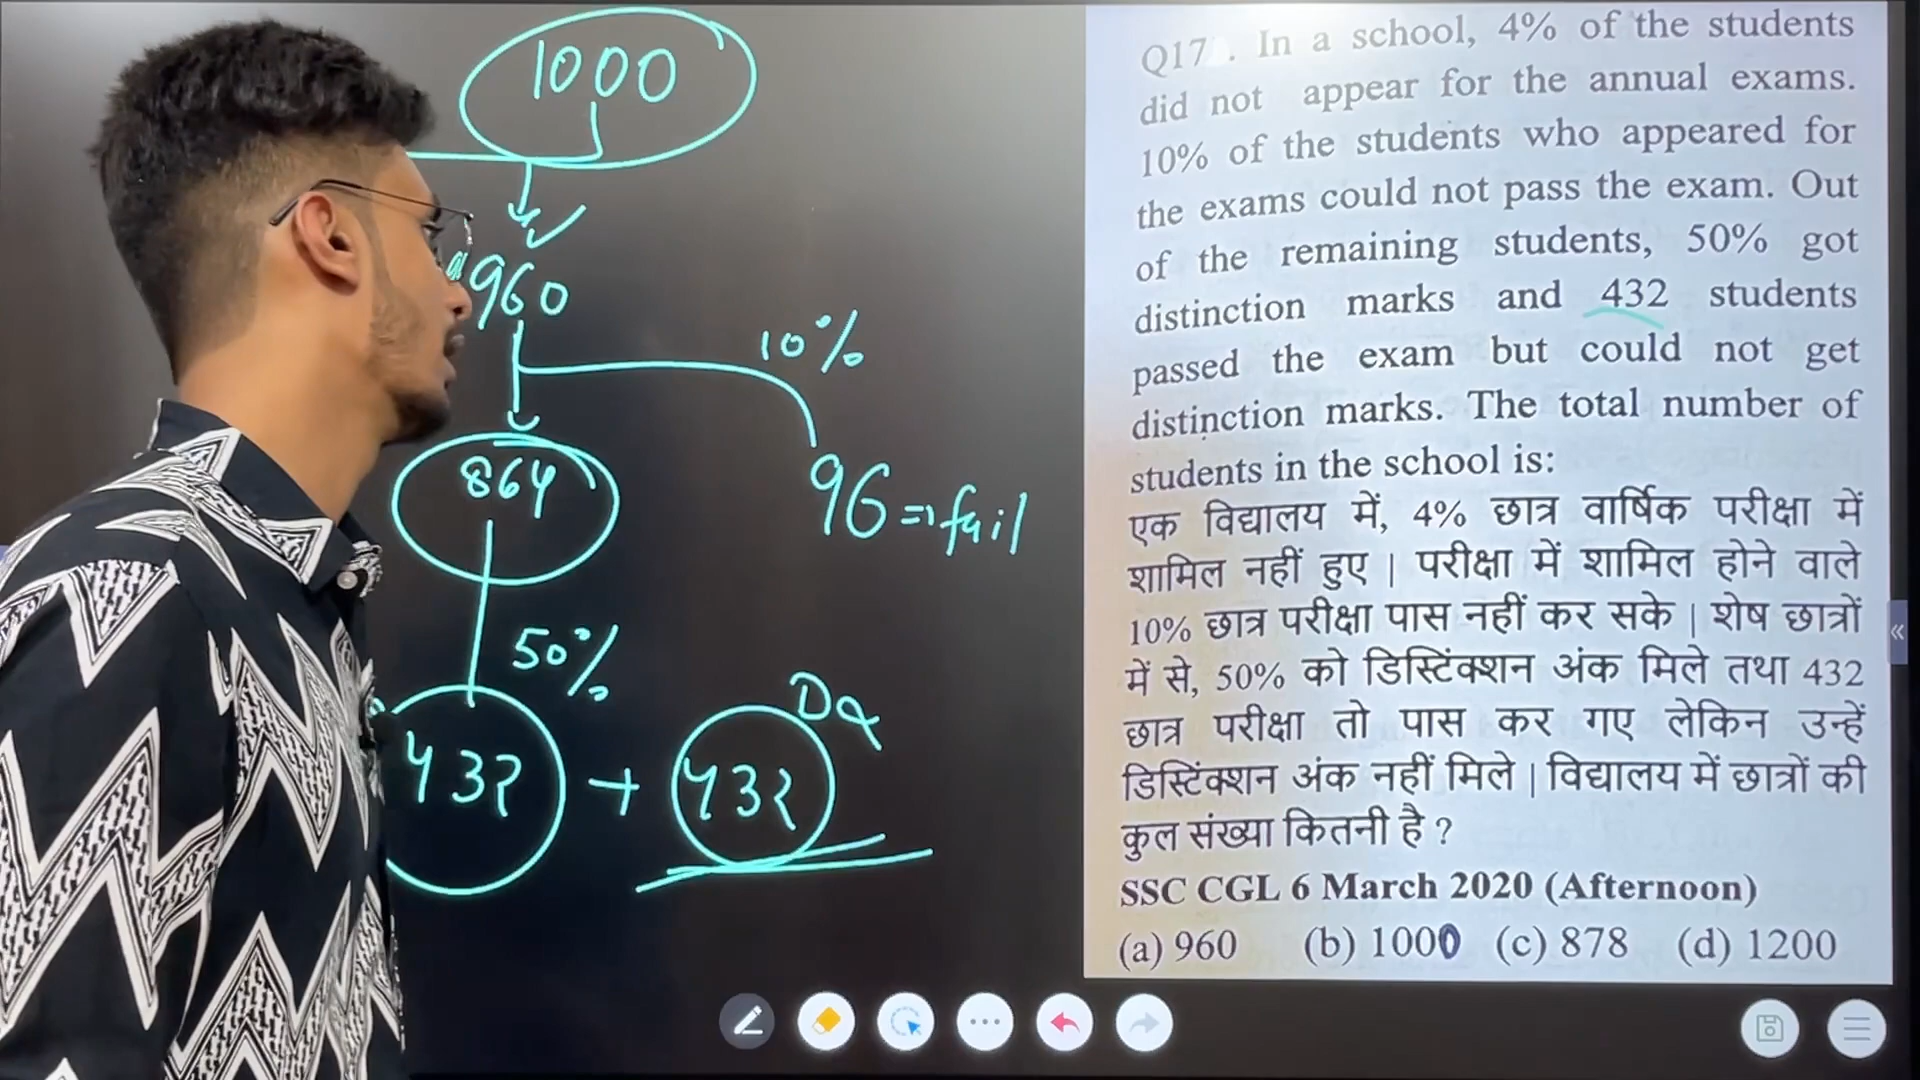 1000
960
10%
864
96 =) fail
50%
Da
432 + 432
Q17 . In a school, 4% of the students
did not appear for the annual exams.
10% of the students who appeared for
the exams could not pass the exam. Out
of the remaining students, 50% got
distinction marks and 432 students
passed the exam but could not get
distinction marks. The total number of
students in the school is:
एक विद्यालय में, 4% छात्र वार्षिक परीक्षा में
शामिल नहीं हुए | परीक्षा में शामिल होने वाले
10% छात्र परीक्षा पास नहीं कर सके | शेष छात्रों
में से, 50% को डिस्टिंक्शन अंक मिले तथा 432
छात्र परीक्षा तो पास कर गए लेकिन उन्हें
डिस्टिंक्शन अंक नहीं मिले | विद्यालय में छात्रों की
कुल संख्या कितनी है ?
SSC CGL 6 March 2020 (Afternoon)
(a) 960 (b) 1000 (c) 878 (d) 1200